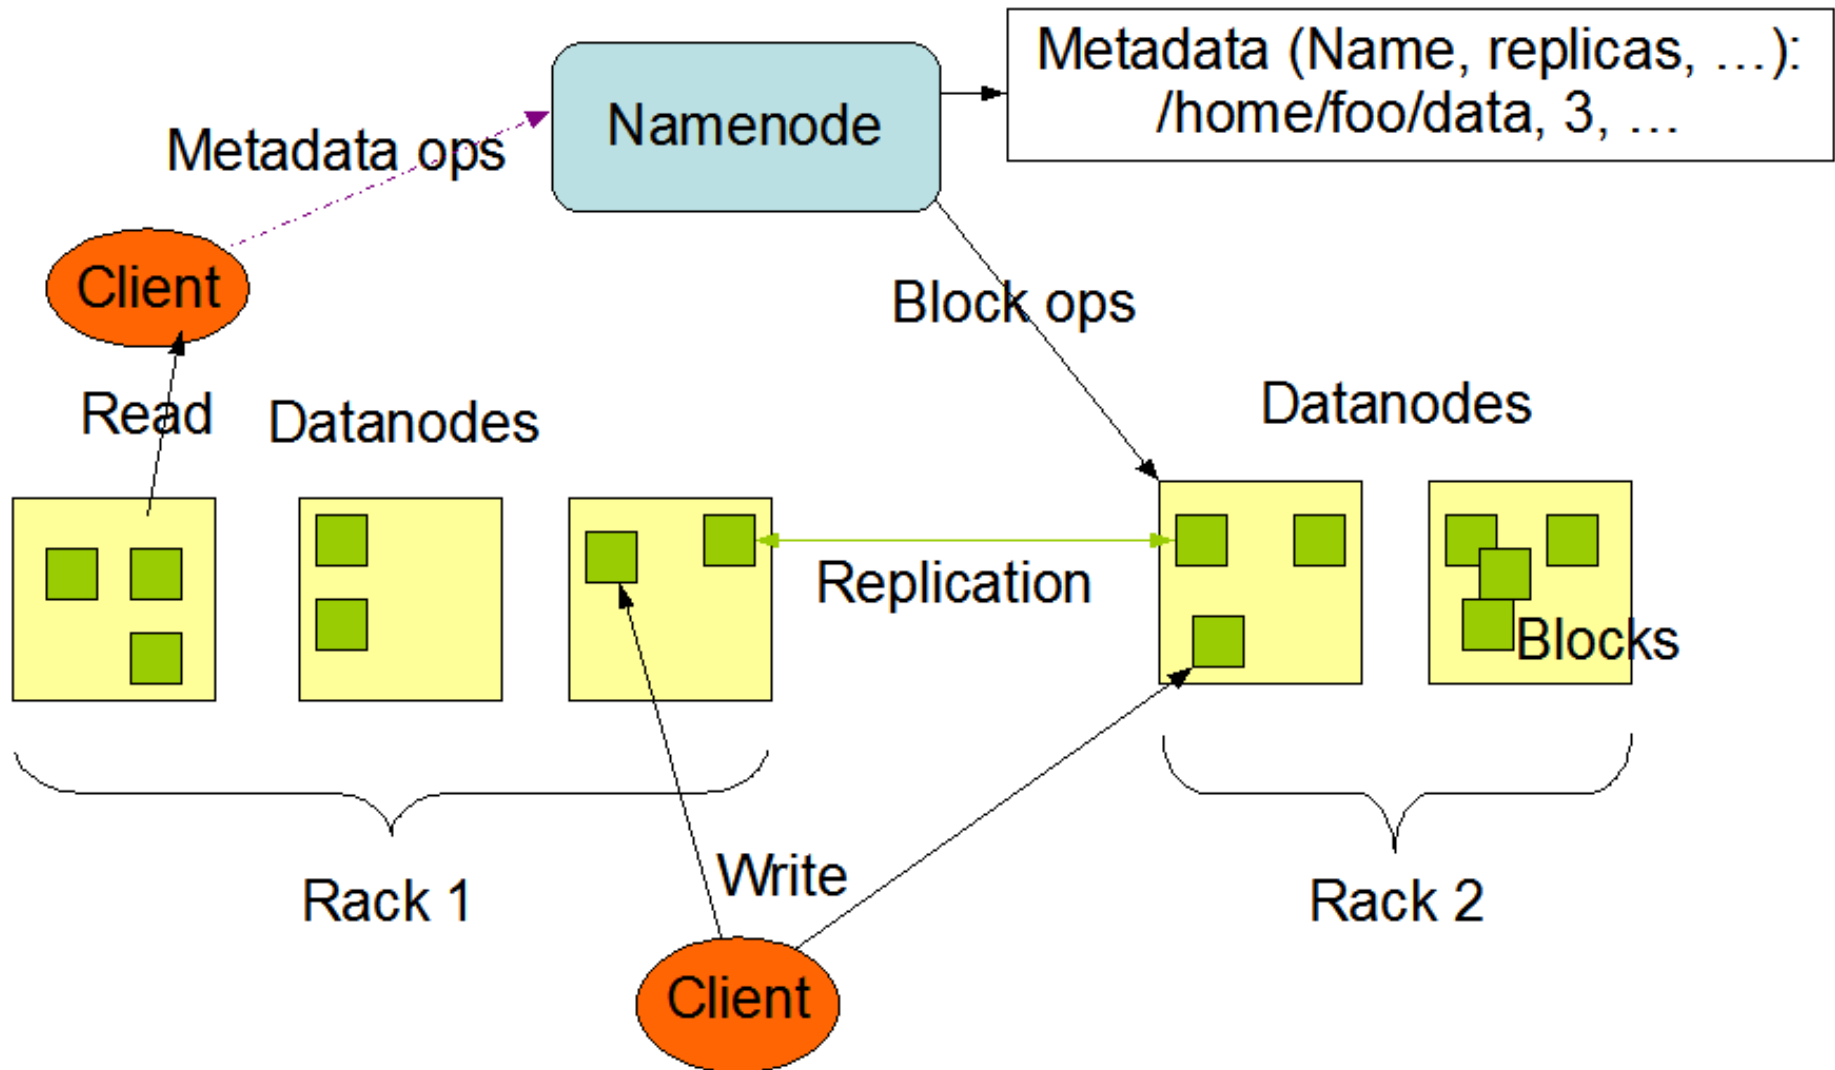 Metadata (Name, replicas, …):
/home/foo/data, 3, …
Namenode
Metadata ops
Client
Block ops
Read
Datanodes
Datanodes
Replication
Blocks
Rack 1
Write
Rack 2
Client